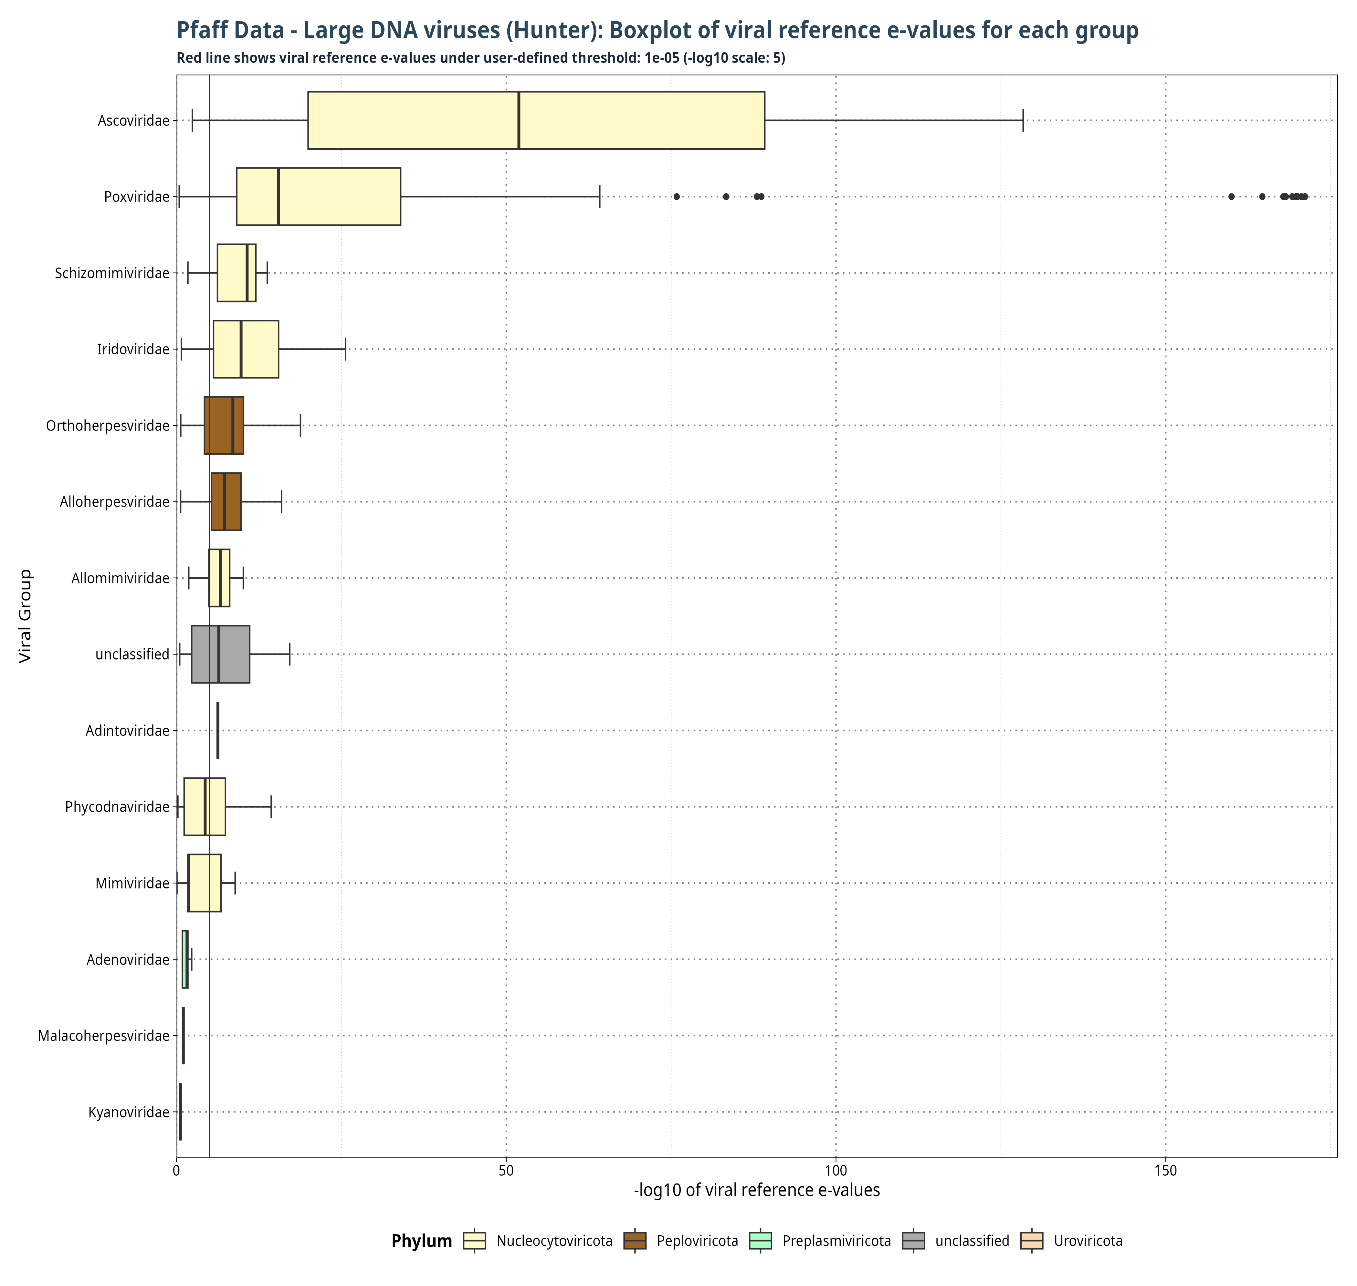 Pfaff Data - Large DNA viruses (Hunter): Boxplot of viral reference e-values for each group
Red line shows viral reference e-values under user-defined threshold: 1e-05 (-log10 scale: 5)
Viral Group
Ascoviridae
Poxviridae
Schizomimiviridae
Iridoviridae
Orthoherpesviridae
Alloherpesviridae
Allomimiviridae
unclassified
Adintoviridae
Phycodnaviridae
Mimiviridae
Adenoviridae
Malacoherpesviridae
Kyanoviridae
0 50 100 150
-log10 of viral reference e-values
Phylum Nucleocytoviricota Peploviricota Preplasmiviricota unclassified Uroviricota